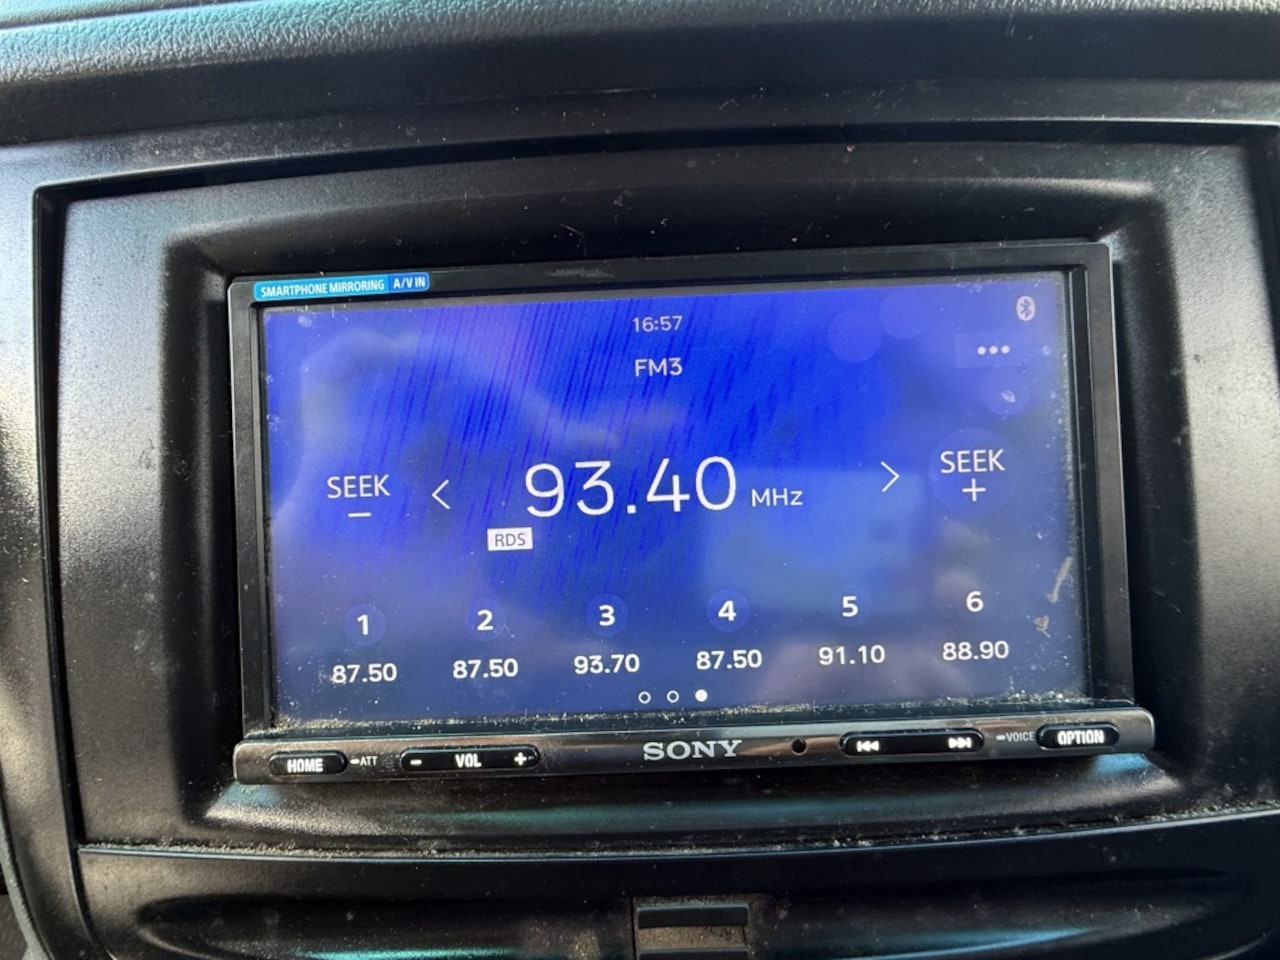 SMARTPHONE MIRRORING A/V IN
16:57
FM3
SEEK
−
<
93.40 MHz
>
SEEK
+
RDS
1 2 3 4 5 6
87.50 87.50 93.70 87.50 91.10 88.90
HOME ATT − VOL + SONY VOICE OPTION